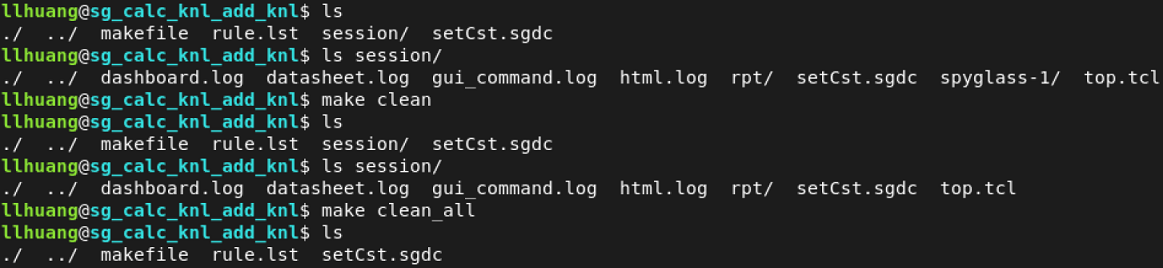 llhuang@sg_calc_knl_add_knl$ ls
./  ../  makefile  rule.lst  session/  setCst.sgdc
llhuang@sg_calc_knl_add_knl$ ls session/
./  ../  dashboard.log  datasheet.log  gui_command.log  html.log  rpt/  setCst.sgdc  spyglass-1/  top.tcl
llhuang@sg_calc_knl_add_knl$ make clean
llhuang@sg_calc_knl_add_knl$ ls
./  ../  makefile  rule.lst  session/  setCst.sgdc
llhuang@sg_calc_knl_add_knl$ ls session/
./  ../  dashboard.log  datasheet.log  gui_command.log  html.log  rpt/  setCst.sgdc  top.tcl
llhuang@sg_calc_knl_add_knl$ make clean_all
llhuang@sg_calc_knl_add_knl$ ls
./  ../  makefile  rule.lst  setCst.sgdc